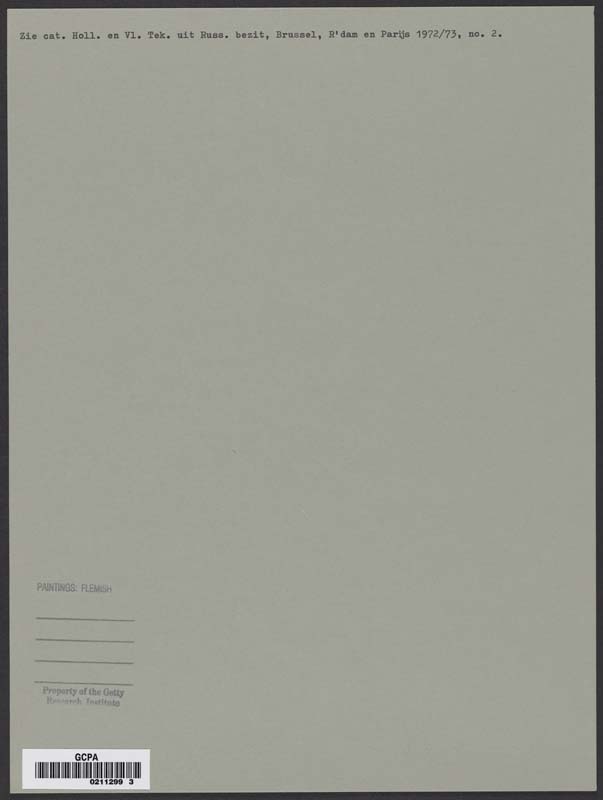 Zie cat. Holl. en Vl. Tek. uit Russ. bezit, Brussel, R'dam en Parijs 1972/73, no. 2.
PAINTINGS: FLEMISH
Property of the Getty
Research Institute
GCPA
0211299 3